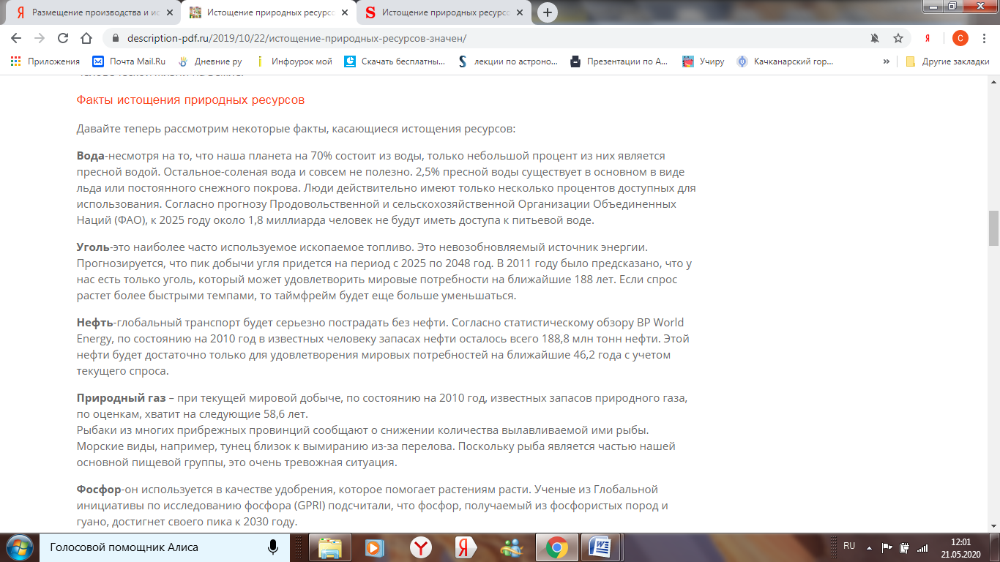 Размещение производства и ис
Истощение природных ресурсо
Истощение природных ресурсо
description-pdf.ru/2019/10/22/истощение-природных-ресурсов-значен/
Приложения
Почта Mail.Ru
Дневние ру
Инфоурок мой
Скачать бесплатны...
лекции по астроно...
Презентации по А...
Учиру
Качканарский гор...
»
Другие закладки
Факты истощения природных ресурсов
Давайте теперь рассмотрим некоторые факты, касающиеся истощения ресурсов:
Вода-несмотря на то, что наша планета на 70% состоит из воды, только небольшой процент из них является
пресной водой. Остальное-соленая вода и совсем не полезно. 2,5% пресной воды существует в основном в виде
льда или постоянного снежного покрова. Люди действительно имеют только несколько процентов доступных для
использования. Согласно прогнозу Продовольственной и сельскохозяйственной Организации Объединенных
Наций (ФАО), к 2025 году около 1,8 миллиарда человек не будут иметь доступа к питьевой воде.
Уголь-это наиболее часто используемое ископаемое топливо. Это невозобновляемый источник энергии.
Прогнозируется, что пик добычи угля придется на период с 2025 по 2048 год. В 2011 году было предсказано, что у
нас есть только уголь, который может удовлетворить мировые потребности на ближайшие 188 лет. Если спрос
растет более быстрыми темпами, то таймфрейм будет еще больше уменьшаться.
Нефть-глобальный транспорт будет серьезно пострадать без нефти. Согласно статистическому обзору BP World
Energy, по состоянию на 2010 год в известных человеку запасах нефти осталось всего 188,8 млн тонн нефти. Этой
нефти будет достаточно только для удовлетворения мировых потребностей на ближайшие 46,2 года с учетом
текущего спроса.
Природный газ – при текущей мировой добыче, по состоянию на 2010 год, известных запасов природного газа,
по оценкам, хватит на следующие 58,6 лет.
Рыбаки из многих прибрежных провинций сообщают о снижении количества вылавливаемой ими рыбы.
Морские виды, например, тунец близок к вымиранию из-за перелова. Поскольку рыба является частью нашей
основной пищевой группы, это очень тревожная ситуация.
Фосфор-он используется в качестве удобрения, которое помогает растениям расти. Ученые из Глобальной
инициативы по исследованию фосфора (GPRI) подсчитали, что фосфор, получаемый из фосфористых пород и
гуано, достигнет своего пика к 2030 году.
Голосовой помощник Алиса
RU
12:01
21.05.2020